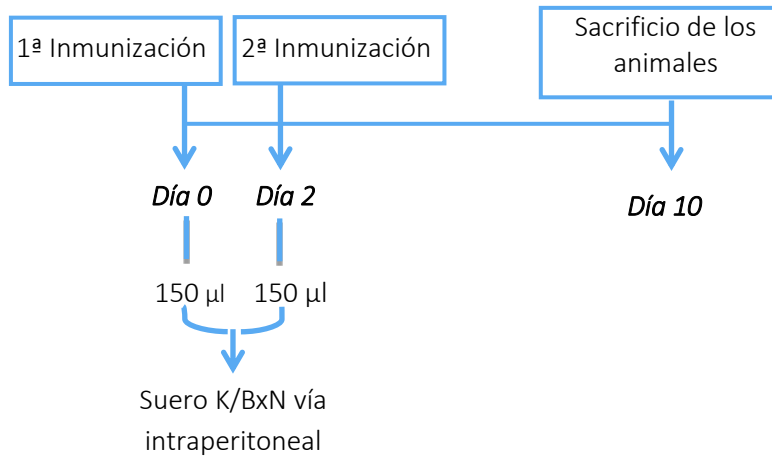 1ª Inmunización
2ª Inmunización
Sacrificio de los
animales
Día 0
Día 2
Día 10
150 µl
150 µl
Suero K/BxN vía
intraperitoneal